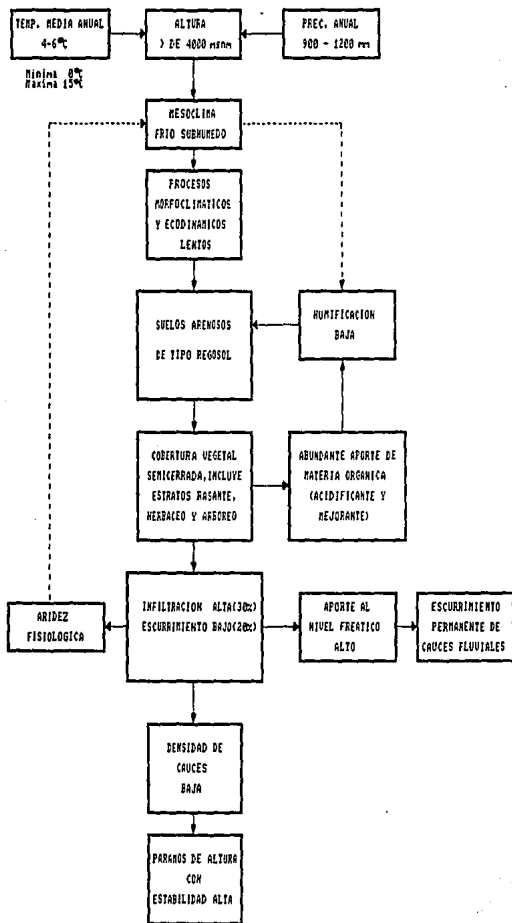 TEMP. MEDIA ANUAL
4-6°C
Minima 0°C
Maxima 15°C
ALTURA
> DE 4000 msnm
PREC. ANUAL
900 - 1200 mm
MESOCLIMA
FRIO SUBHUMEDO
PROCESOS
MORFOCLIMATICOS
Y ECODINAMICOS
LENTOS
SUELOS ARENOSOS
DE TIPO REGOSOL
HUMIFICACION
BAJA
COBERTURA VEGETAL
SEMICERRADA, INCLUYE
ESTRATOS RASANTE,
HERBACEO Y ARBOREO
ABUNDANTE APORTE DE
MATERIA ORGANICA
(ACIDIFICANTE Y
MEJORANTE)
ARIDEZ
FISIOLOGICA
INFILTRACION ALTA(30%)
ESCURRIMIENTO BAJO(20%)
APORTE AL
NIVEL FREATICO
ALTO
ESCURRIMIENTO
PERMANENTE DE
CAUCES FLUVIALES
DENSIDAD DE
CAUCES
BAJA
PARAMOS DE ALTURA
CON
ESTABILIDAD ALTA